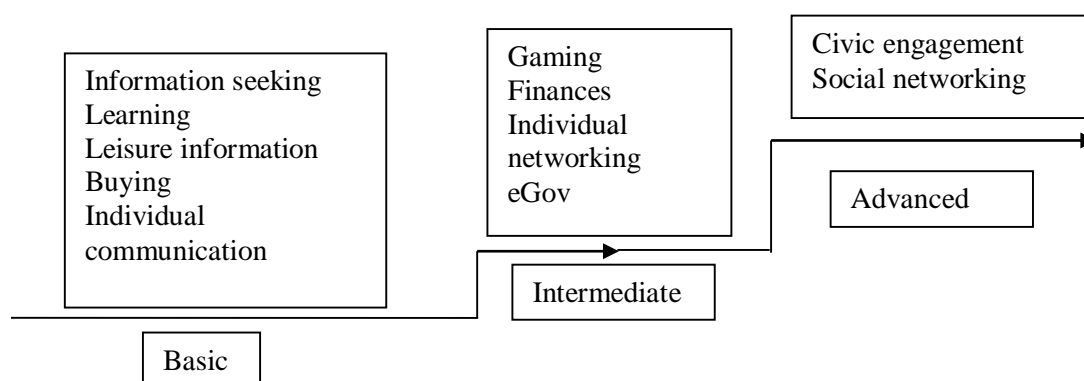 Information seeking
Learning
Leisure information
Buying
Individual
communication
Basic
Gaming
Finances
Individual
networking
eGov
Intermediate
Civic engagement
Social networking
Advanced